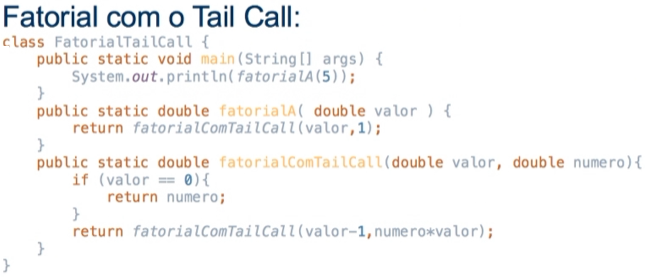 Fatorial com o Tail Call:
class FatorialTailCall {
    public static void main(String[] args) {
        System.out.println(fatorialA(5));
    }
    public static double fatorialA( double valor ) {
        return fatorialComTailCall(valor,1);
    }
    public static double fatorialComTailCall(double valor, double numero){
        if (valor == 0){
            return numero;
        }
        return fatorialComTailCall(valor-1,numero*valor);
    }
}